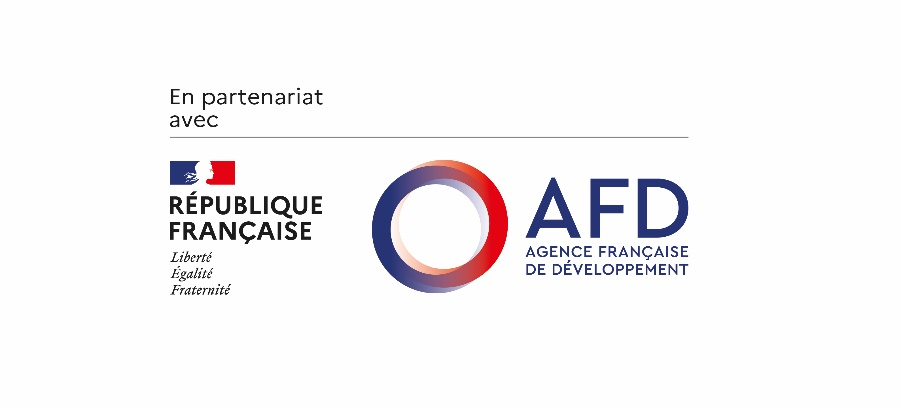 En partenariat
avec
RÉPUBLIQUE
FRANÇAISE
Liberté
Égalité
Fraternité
AFD
AGENCE FRANÇAISE
DE DÉVELOPPEMENT